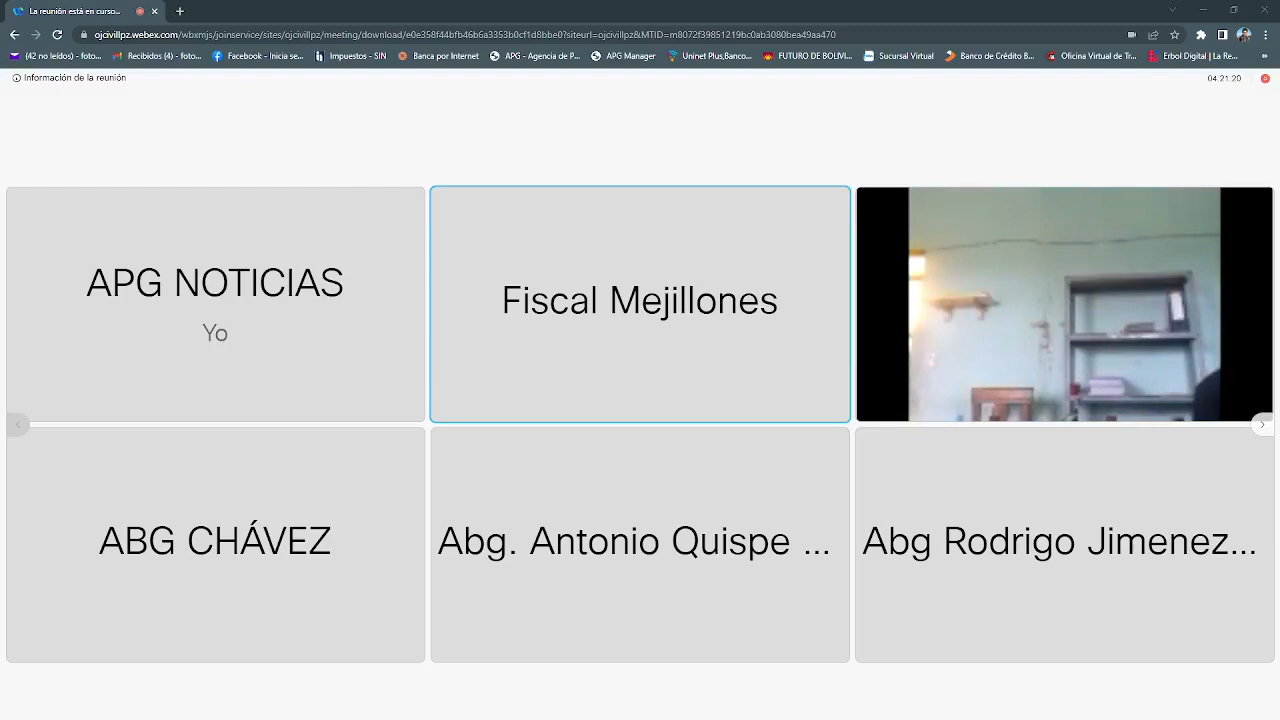 La reunión está en curso...
ojcivillpz.webex.com/wbxmjs/joinservice/sites/ojcivillpz/meeting/download/e0e358f44b1b46b6a3353b0cf1d9bbe0?siteurl=ojcivillpz&MTID=m8072f39851219bc0ab3080bea49aa470
(42 no leído) - foto... Recibidos (4) - foto... Facebook - Inicia se... Impuestos - SIN Banca por Internet APG - Agencia de P... APG Manager Uninet Plus,Banco... FUTURO DE BOLIVI... Sucursal Virtual Banco de Crédito B... Oficina Virtual de Tr... Erbol Digital | La Re... »
Información de la reunión 04:21:20
APG NOTICIAS
Yo
Fiscal Mejillones
ABG CHÁVEZ
Abg. Antonio Quispe ...
Abg Rodrigo Jimenez...